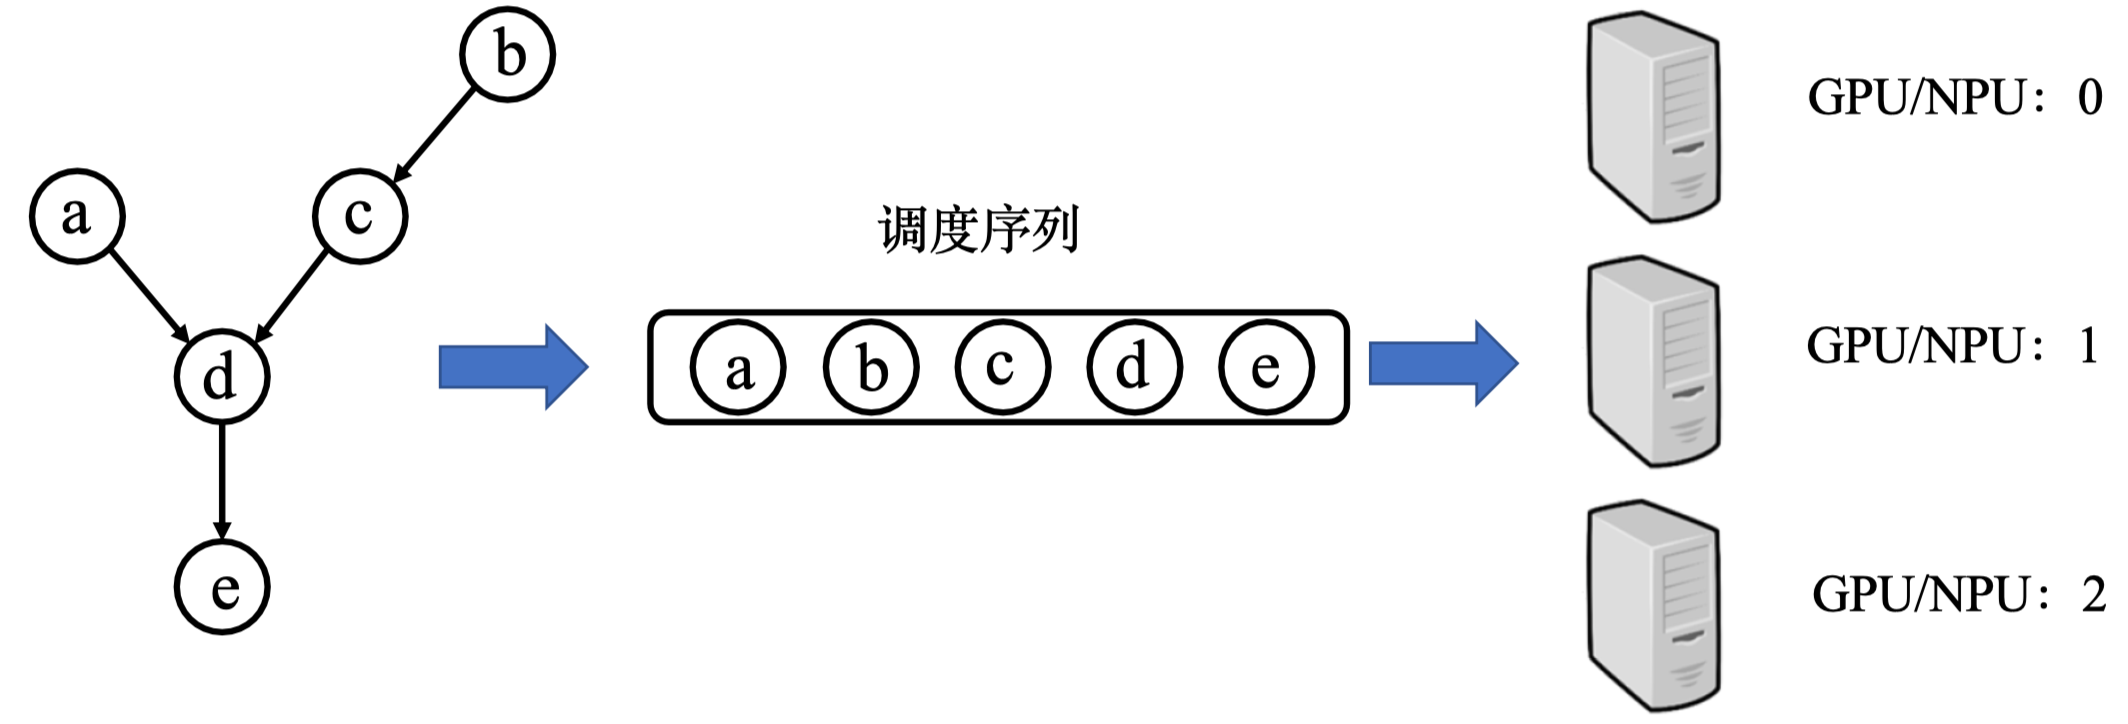 b
a
c
d
e
调度序列
a b c d e
GPU/NPU：0
GPU/NPU：1
GPU/NPU：2